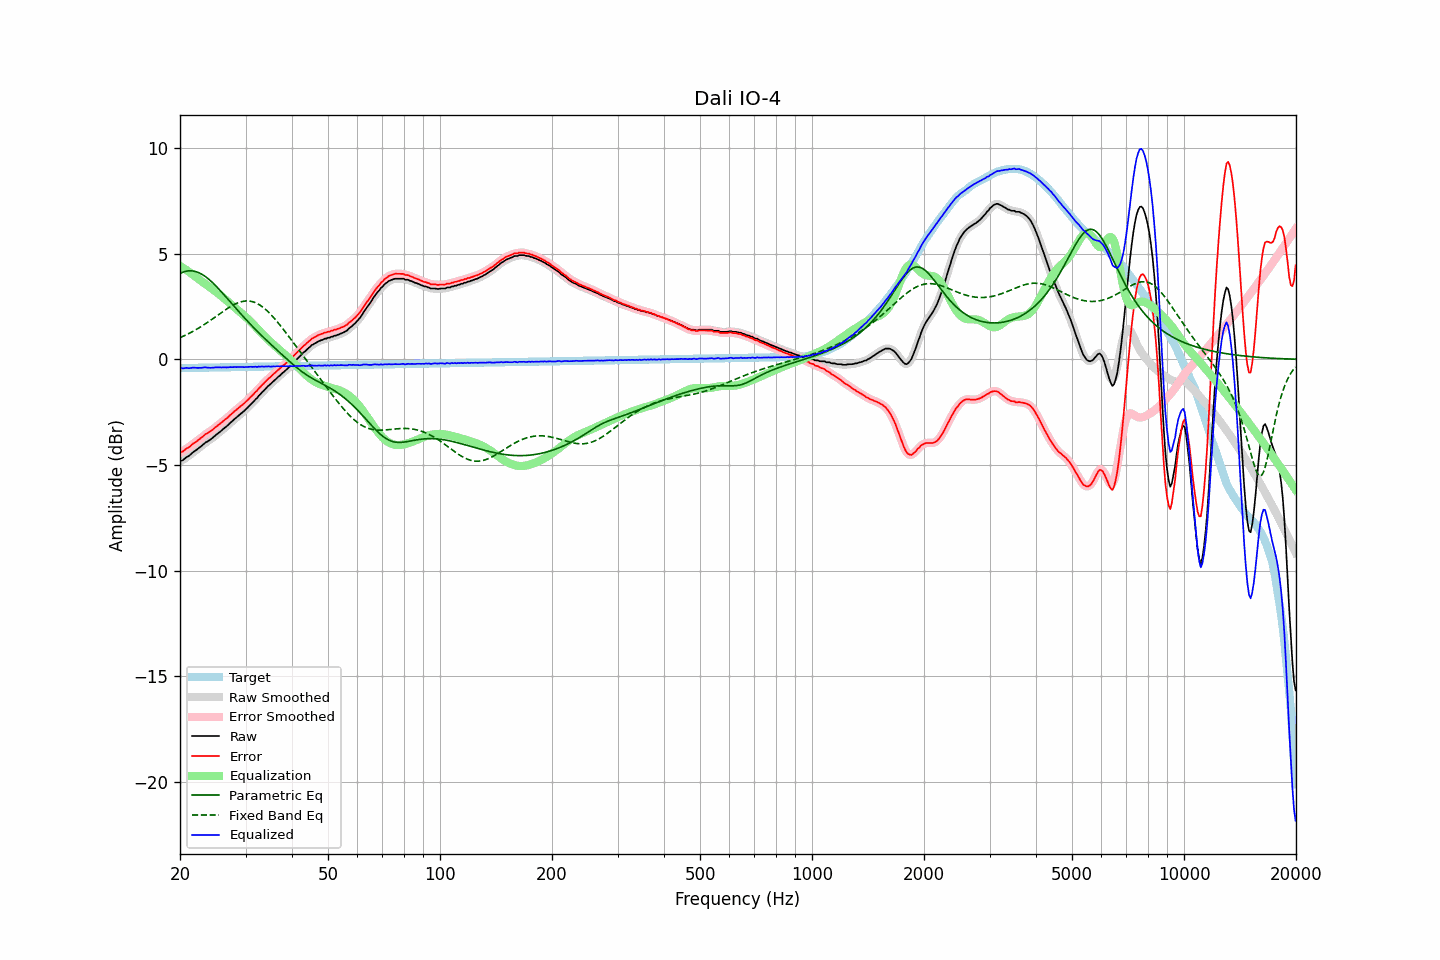 Dali IO-4
10
5
0
−5
−10
−15
−20
Amplitude (dBr)
Target
Raw Smoothed
Error Smoothed
Raw
Error
Equalization
Parametric Eq
Fixed Band Eq
Equalized
20 50 100 200 500 1000 2000 5000 10000 20000
Frequency (Hz)